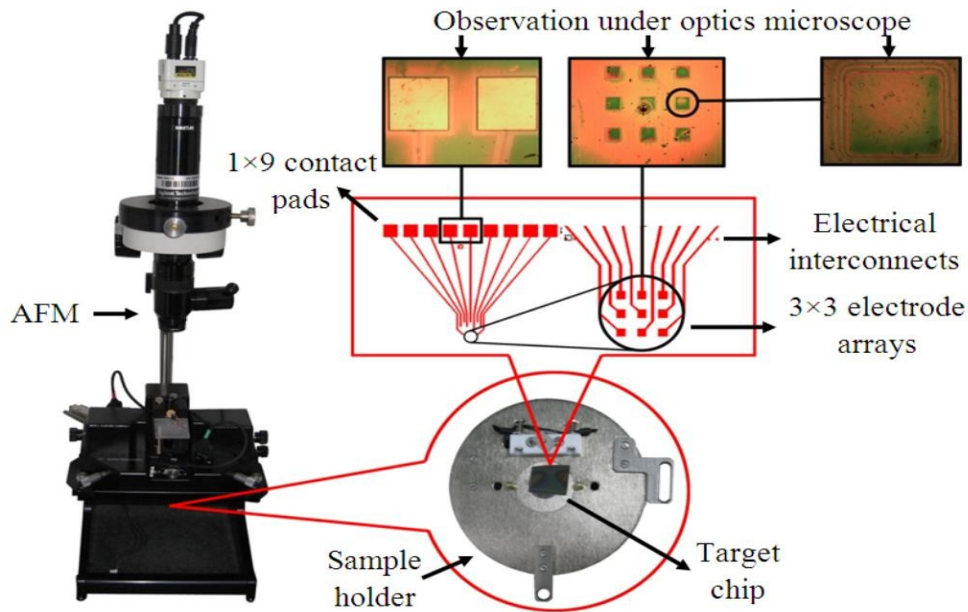 Observation under optics microscope
1×9 contact
pads
Electrical
interconnects
AFM
3×3 electrode
arrays
Sample
holder
Target
chip